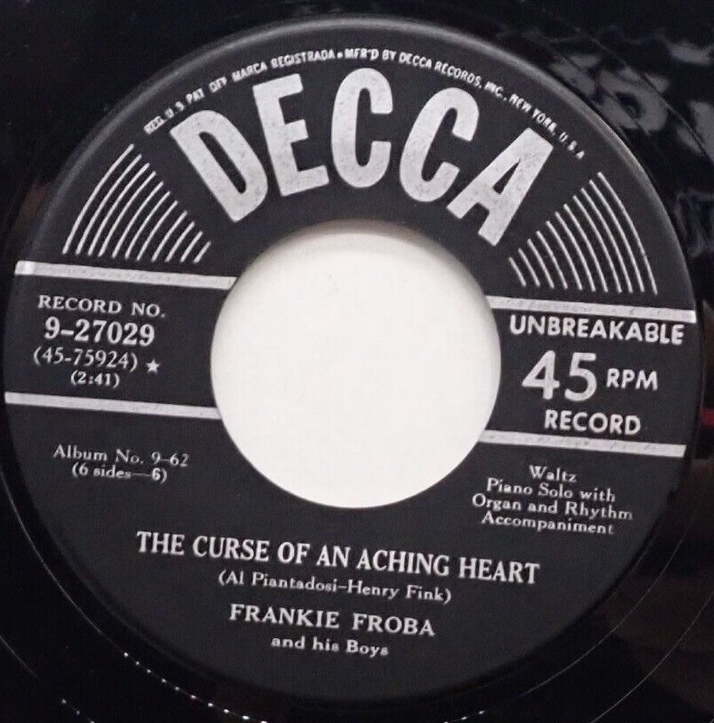 REG. U.S. PAT. OFF. MARCA REGISTRADA • MFR'D BY DECCA RECORDS, INC., NEW YORK, U.S.A.
DECCA
RECORD NO.
9-27029
(45-75924) ★
(2:41)
UNBREAKABLE
45 RPM
RECORD
Album No. 9-62
(6 sides—6)
Waltz
Piano Solo with
Organ and Rhythm
Accompaniment
THE CURSE OF AN ACHING HEART
(Al Piantadosi-Henry Fink)
FRANKIE FROBA
and his Boys